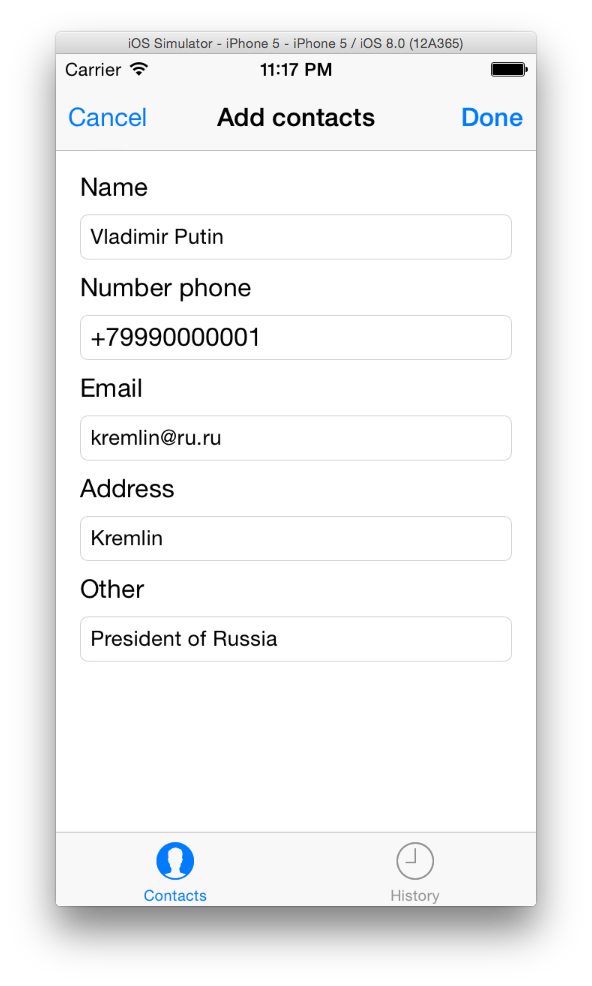 iOS Simulator - iPhone 5 - iPhone 5 / iOS 8.0 (12A365)
Carrier 11:17 PM
Cancel Add contacts Done
Name
Vladimir Putin
Number phone
+79990000001
Email
kremlin@ru.ru
Address
Kremlin
Other
President of Russia
Contacts History